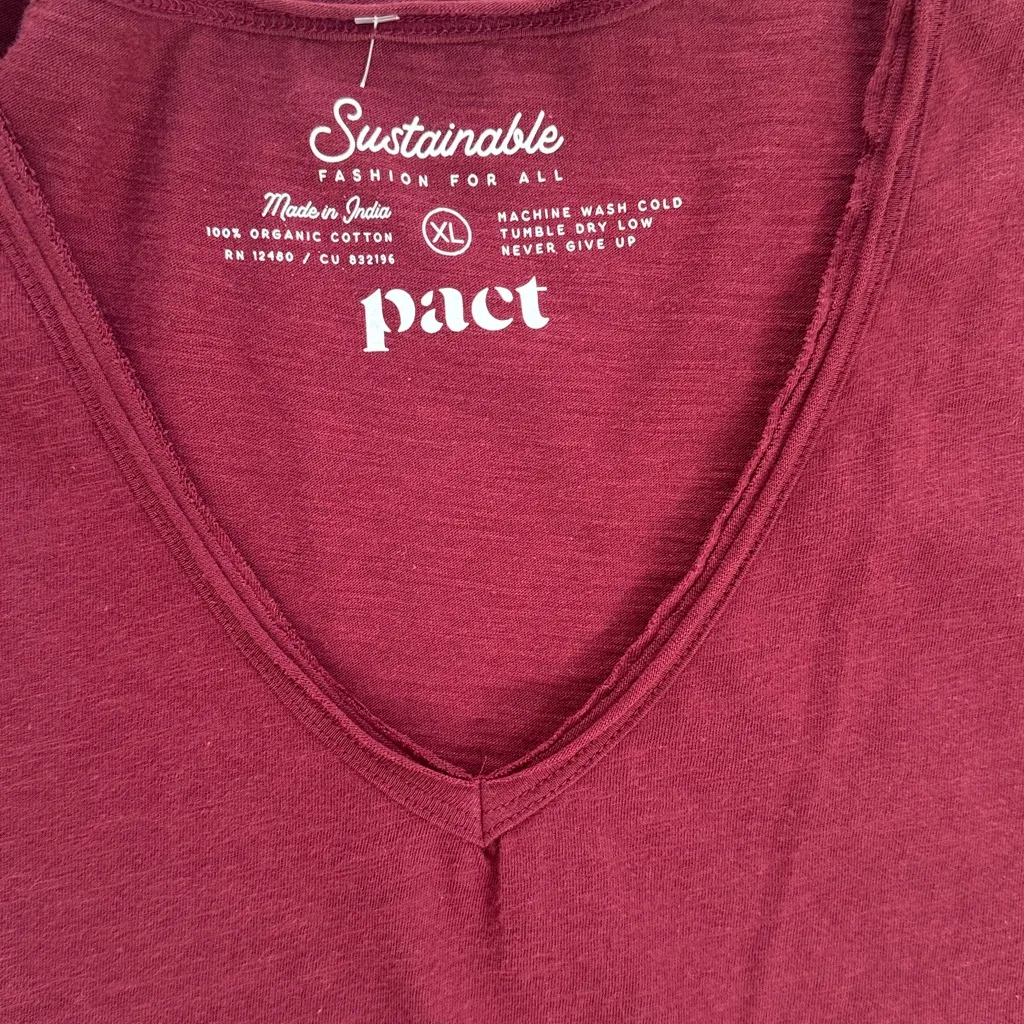 Sustainable
FASHION FOR ALL
Made in India
100% ORGANIC COTTON
RN 12480 / CU 832196
XL
MACHINE WASH COLD
TUMBLE DRY LOW
NEVER GIVE UP
pact